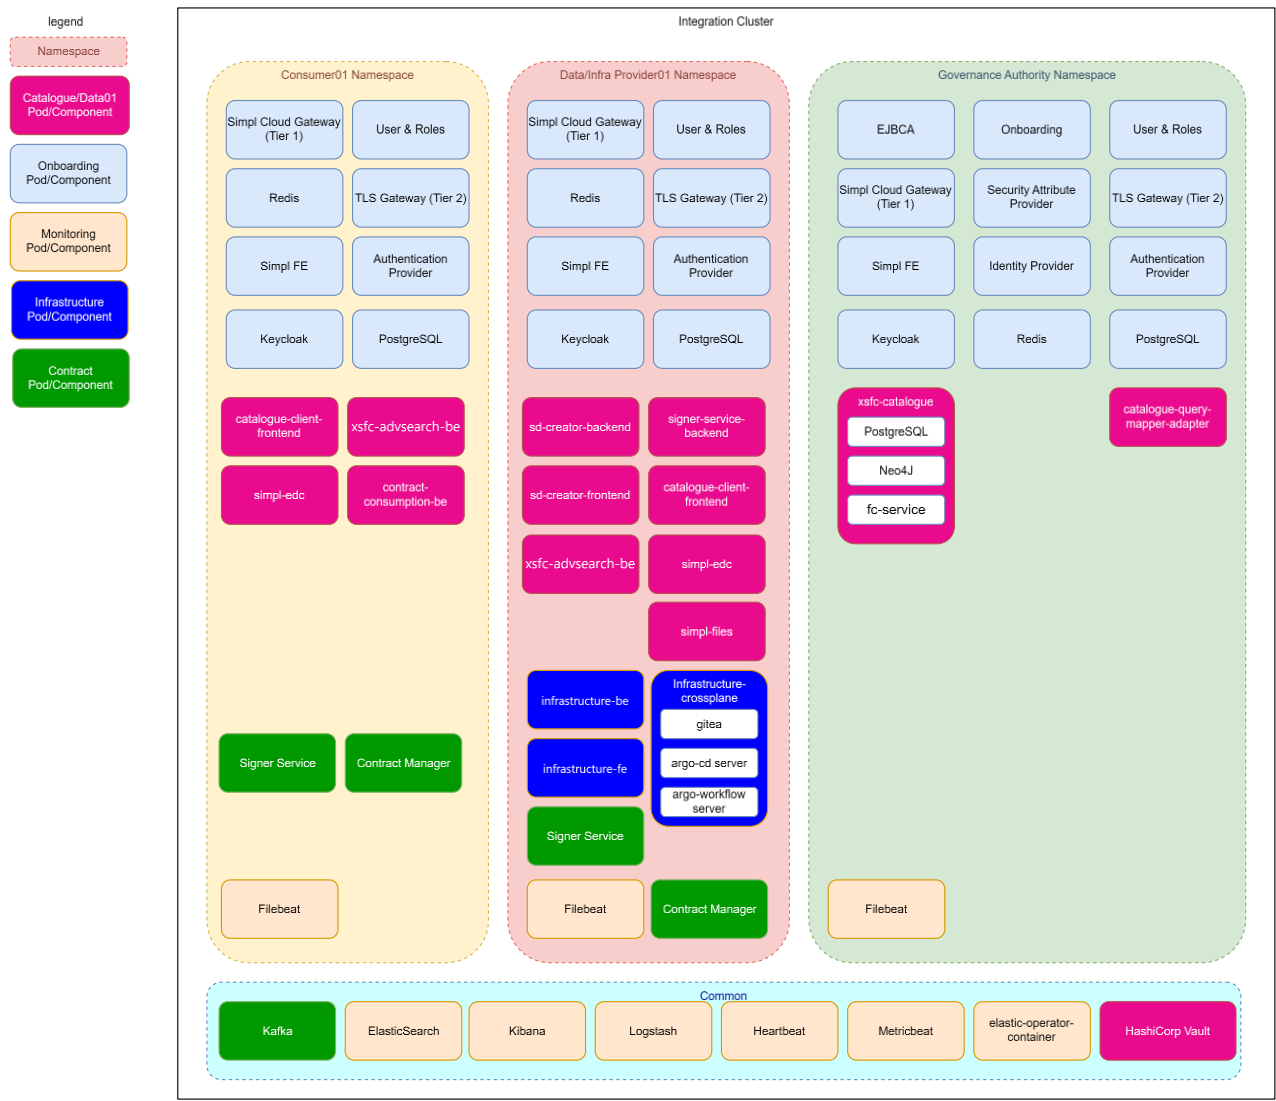 legend
Namespace
Catalogue/Data01
Pod/Component
Onboarding
Pod/Component
Monitoring
Pod/Component
Infrastructure
Pod/Component
Contract
Pod/Component
Integration Cluster
Consumer01 Namespace
Simpl Cloud Gateway
(Tier 1)
User & Roles
Redis
TLS Gateway (Tier 2)
Simpl FE
Authentication
Provider
Keycloak
PostgreSQL
catalogue-client-
frontend
xsfc-advsearch-be
simpl-edc
contract-
consumption-be
Signer Service
Contract Manager
Filebeat
Data/Infra Provider01 Namespace
Simpl Cloud Gateway
(Tier 1)
User & Roles
Redis
TLS Gateway (Tier 2)
Simpl FE
Authentication
Provider
Keycloak
PostgreSQL
sd-creator-backend
signer-service-
backend
sd-creator-frontend
catalogue-client-
frontend
xsfc-advsearch-be
simpl-edc
simpl-files
infrastructure-be
Infrastructure-
crossplane
gitea
argo-cd server
argo-workflow
server
infrastructure-fe
Signer Service
Filebeat
Contract Manager
Governance Authority Namespace
EJBCA
Onboarding
User & Roles
Simpl Cloud Gateway
(Tier 1)
Security Attribute
Provider
TLS Gateway (Tier 2)
Simpl FE
Identity Provider
Authentication
Provider
Keycloak
Redis
PostgreSQL
xsfc-catalogue
PostgreSQL
Neo4J
fc-service
catalogue-query-
mapper-adapter
Filebeat
Common
Kafka
ElasticSearch
Kibana
Logstash
Heartbeat
Metricbeat
elastic-operator-
container
HashiCorp Vault